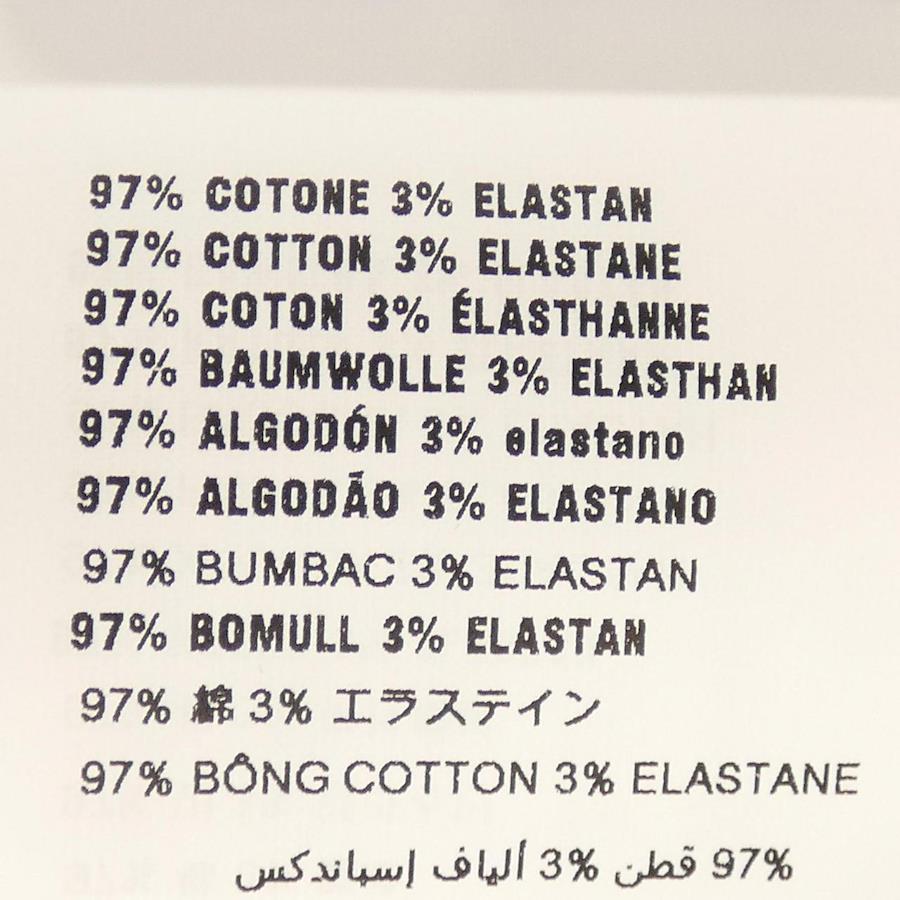 97% COTONE 3% ELASTAN
97% COTTON 3% ELASTANE
97% COTON 3% ÉLASTHANNE
97% BAUMWOLLE 3% ELASTHAN
97% ALGODÓN 3% elastano
97% ALGODÃO 3% ELASTANO
97% BUMBAC 3% ELASTAN
97% BOMULL 3% ELASTAN
97% 綿 3% エラステイン
97% BÔNG COTTON 3% ELASTANE
97% قطن 3% ألياف إسباندكس